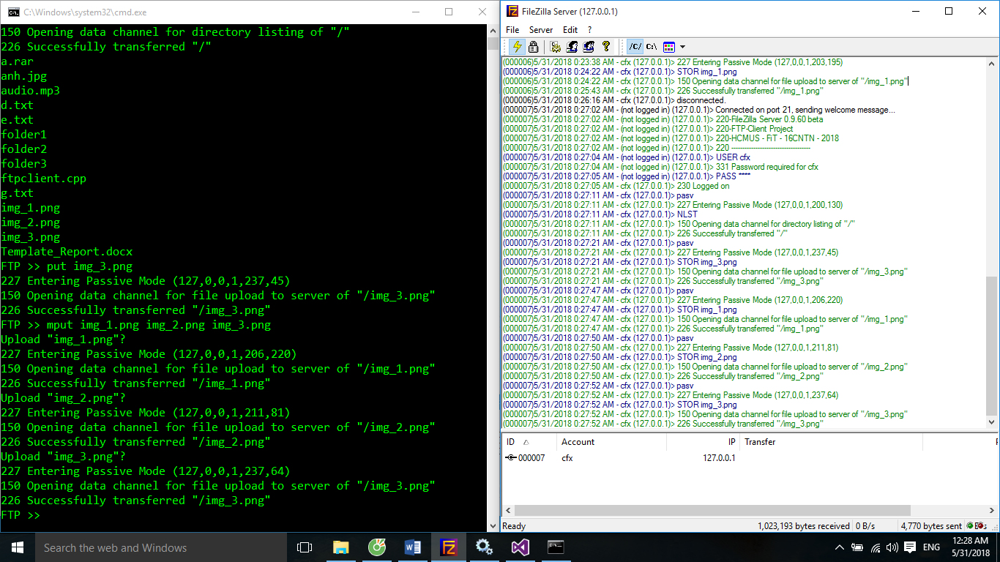 C:\Windows\system32\cmd.exe
150 Opening data channel for directory listing of "/"
226 Successfully transferred "/"
a.rar
anh.jpg
audio.mp3
d.txt
e.txt
folder1
folder2
folder3
ftpclient.cpp
g.txt
img_1.png
img_2.png
img_3.png
Template_Report.docx
FTP >> put img_3.png
227 Entering Passive Mode (127,0,0,1,237,45)
150 Opening data channel for file upload to server of "/img_3.png"
226 Successfully transferred "/img_3.png"
FTP >> mput img_1.png img_2.png img_3.png
Upload "img_1.png"?
227 Entering Passive Mode (127,0,0,1,206,220)
150 Opening data channel for file upload to server of "/img_1.png"
226 Successfully transferred "/img_1.png"
Upload "img_2.png"?
227 Entering Passive Mode (127,0,0,1,211,81)
150 Opening data channel for file upload to server of "/img_2.png"
226 Successfully transferred "/img_2.png"
Upload "img_3.png"?
227 Entering Passive Mode (127,0,0,1,237,64)
150 Opening data channel for file upload to server of "/img_3.png"
226 Successfully transferred "/img_3.png"
FTP >>
FileZilla Server (127.0.0.1)
File Server Edit ?
/C/ C:\
(000006)5/31/2018 0:23:38 AM - cfx (127.0.0.1)> 227 Entering Passive Mode (127,0,0,1,203,195)
(000006)5/31/2018 0:24:22 AM - cfx (127.0.0.1)> STOR img_1.png
(000006)5/31/2018 0:24:22 AM - cfx (127.0.0.1)> 150 Opening data channel for file upload to server of "/img_1.png"
(000006)5/31/2018 0:25:43 AM - cfx (127.0.0.1)> 226 Successfully transferred "/img_1.png"
(000006)5/31/2018 0:26:16 AM - cfx (127.0.0.1)> disconnected.
(000007)5/31/2018 0:27:02 AM - (not logged in) (127.0.0.1)> Connected on port 21, sending welcome message...
(000007)5/31/2018 0:27:02 AM - (not logged in) (127.0.0.1)> 220-FileZilla Server 0.9.60 beta
(000007)5/31/2018 0:27:02 AM - (not logged in) (127.0.0.1)> 220-FTP-Client Project
(000007)5/31/2018 0:27:02 AM - (not logged in) (127.0.0.1)> 220-HCMUS - FiT - 16CNTN - 2018
(000007)5/31/2018 0:27:02 AM - (not logged in) (127.0.0.1)> 220 ------------------------------------
(000007)5/31/2018 0:27:04 AM - (not logged in) (127.0.0.1)> USER cfx
(000007)5/31/2018 0:27:04 AM - (not logged in) (127.0.0.1)> 331 Password required for cfx
(000007)5/31/2018 0:27:05 AM - (not logged in) (127.0.0.1)> PASS ****
(000007)5/31/2018 0:27:05 AM - cfx (127.0.0.1)> 230 Logged on
(000007)5/31/2018 0:27:11 AM - cfx (127.0.0.1)> pasv
(000007)5/31/2018 0:27:11 AM - cfx (127.0.0.1)> 227 Entering Passive Mode (127,0,0,1,200,130)
(000007)5/31/2018 0:27:11 AM - cfx (127.0.0.1)> NLST
(000007)5/31/2018 0:27:11 AM - cfx (127.0.0.1)> 150 Opening data channel for directory listing of "/"
(000007)5/31/2018 0:27:11 AM - cfx (127.0.0.1)> 226 Successfully transferred "/"
(000007)5/31/2018 0:27:21 AM - cfx (127.0.0.1)> pasv
(000007)5/31/2018 0:27:21 AM - cfx (127.0.0.1)> 227 Entering Passive Mode (127,0,0,1,237,45)
(000007)5/31/2018 0:27:21 AM - cfx (127.0.0.1)> STOR img_3.png
(000007)5/31/2018 0:27:21 AM - cfx (127.0.0.1)> 150 Opening data channel for file upload to server of "/img_3.png"
(000007)5/31/2018 0:27:21 AM - cfx (127.0.0.1)> 226 Successfully transferred "/img_3.png"
(000007)5/31/2018 0:27:47 AM - cfx (127.0.0.1)> pasv
(000007)5/31/2018 0:27:47 AM - cfx (127.0.0.1)> 227 Entering Passive Mode (127,0,0,1,206,220)
(000007)5/31/2018 0:27:47 AM - cfx (127.0.0.1)> STOR img_1.png
(000007)5/31/2018 0:27:47 AM - cfx (127.0.0.1)> 150 Opening data channel for file upload to server of "/img_1.png"
(000007)5/31/2018 0:27:47 AM - cfx (127.0.0.1)> 226 Successfully transferred "/img_1.png"
(000007)5/31/2018 0:27:50 AM - cfx (127.0.0.1)> pasv
(000007)5/31/2018 0:27:50 AM - cfx (127.0.0.1)> 227 Entering Passive Mode (127,0,0,1,211,81)
(000007)5/31/2018 0:27:50 AM - cfx (127.0.0.1)> STOR img_2.png
(000007)5/31/2018 0:27:50 AM - cfx (127.0.0.1)> 150 Opening data channel for file upload to server of "/img_2.png"
(000007)5/31/2018 0:27:50 AM - cfx (127.0.0.1)> 226 Successfully transferred "/img_2.png"
(000007)5/31/2018 0:27:52 AM - cfx (127.0.0.1)> pasv
(000007)5/31/2018 0:27:52 AM - cfx (127.0.0.1)> 227 Entering Passive Mode (127,0,0,1,237,64)
(000007)5/31/2018 0:27:52 AM - cfx (127.0.0.1)> STOR img_3.png
(000007)5/31/2018 0:27:52 AM - cfx (127.0.0.1)> 150 Opening data channel for file upload to server of "/img_3.png"
(000007)5/31/2018 0:27:52 AM - cfx (127.0.0.1)> 226 Successfully transferred "/img_3.png"
ID Account IP Transfer
000007 cfx 127.0.0.1
Ready 1,023,193 bytes received 0 B/s 4,770 bytes sent
Search the web and Windows
ENG
12:28 AM
5/31/2018